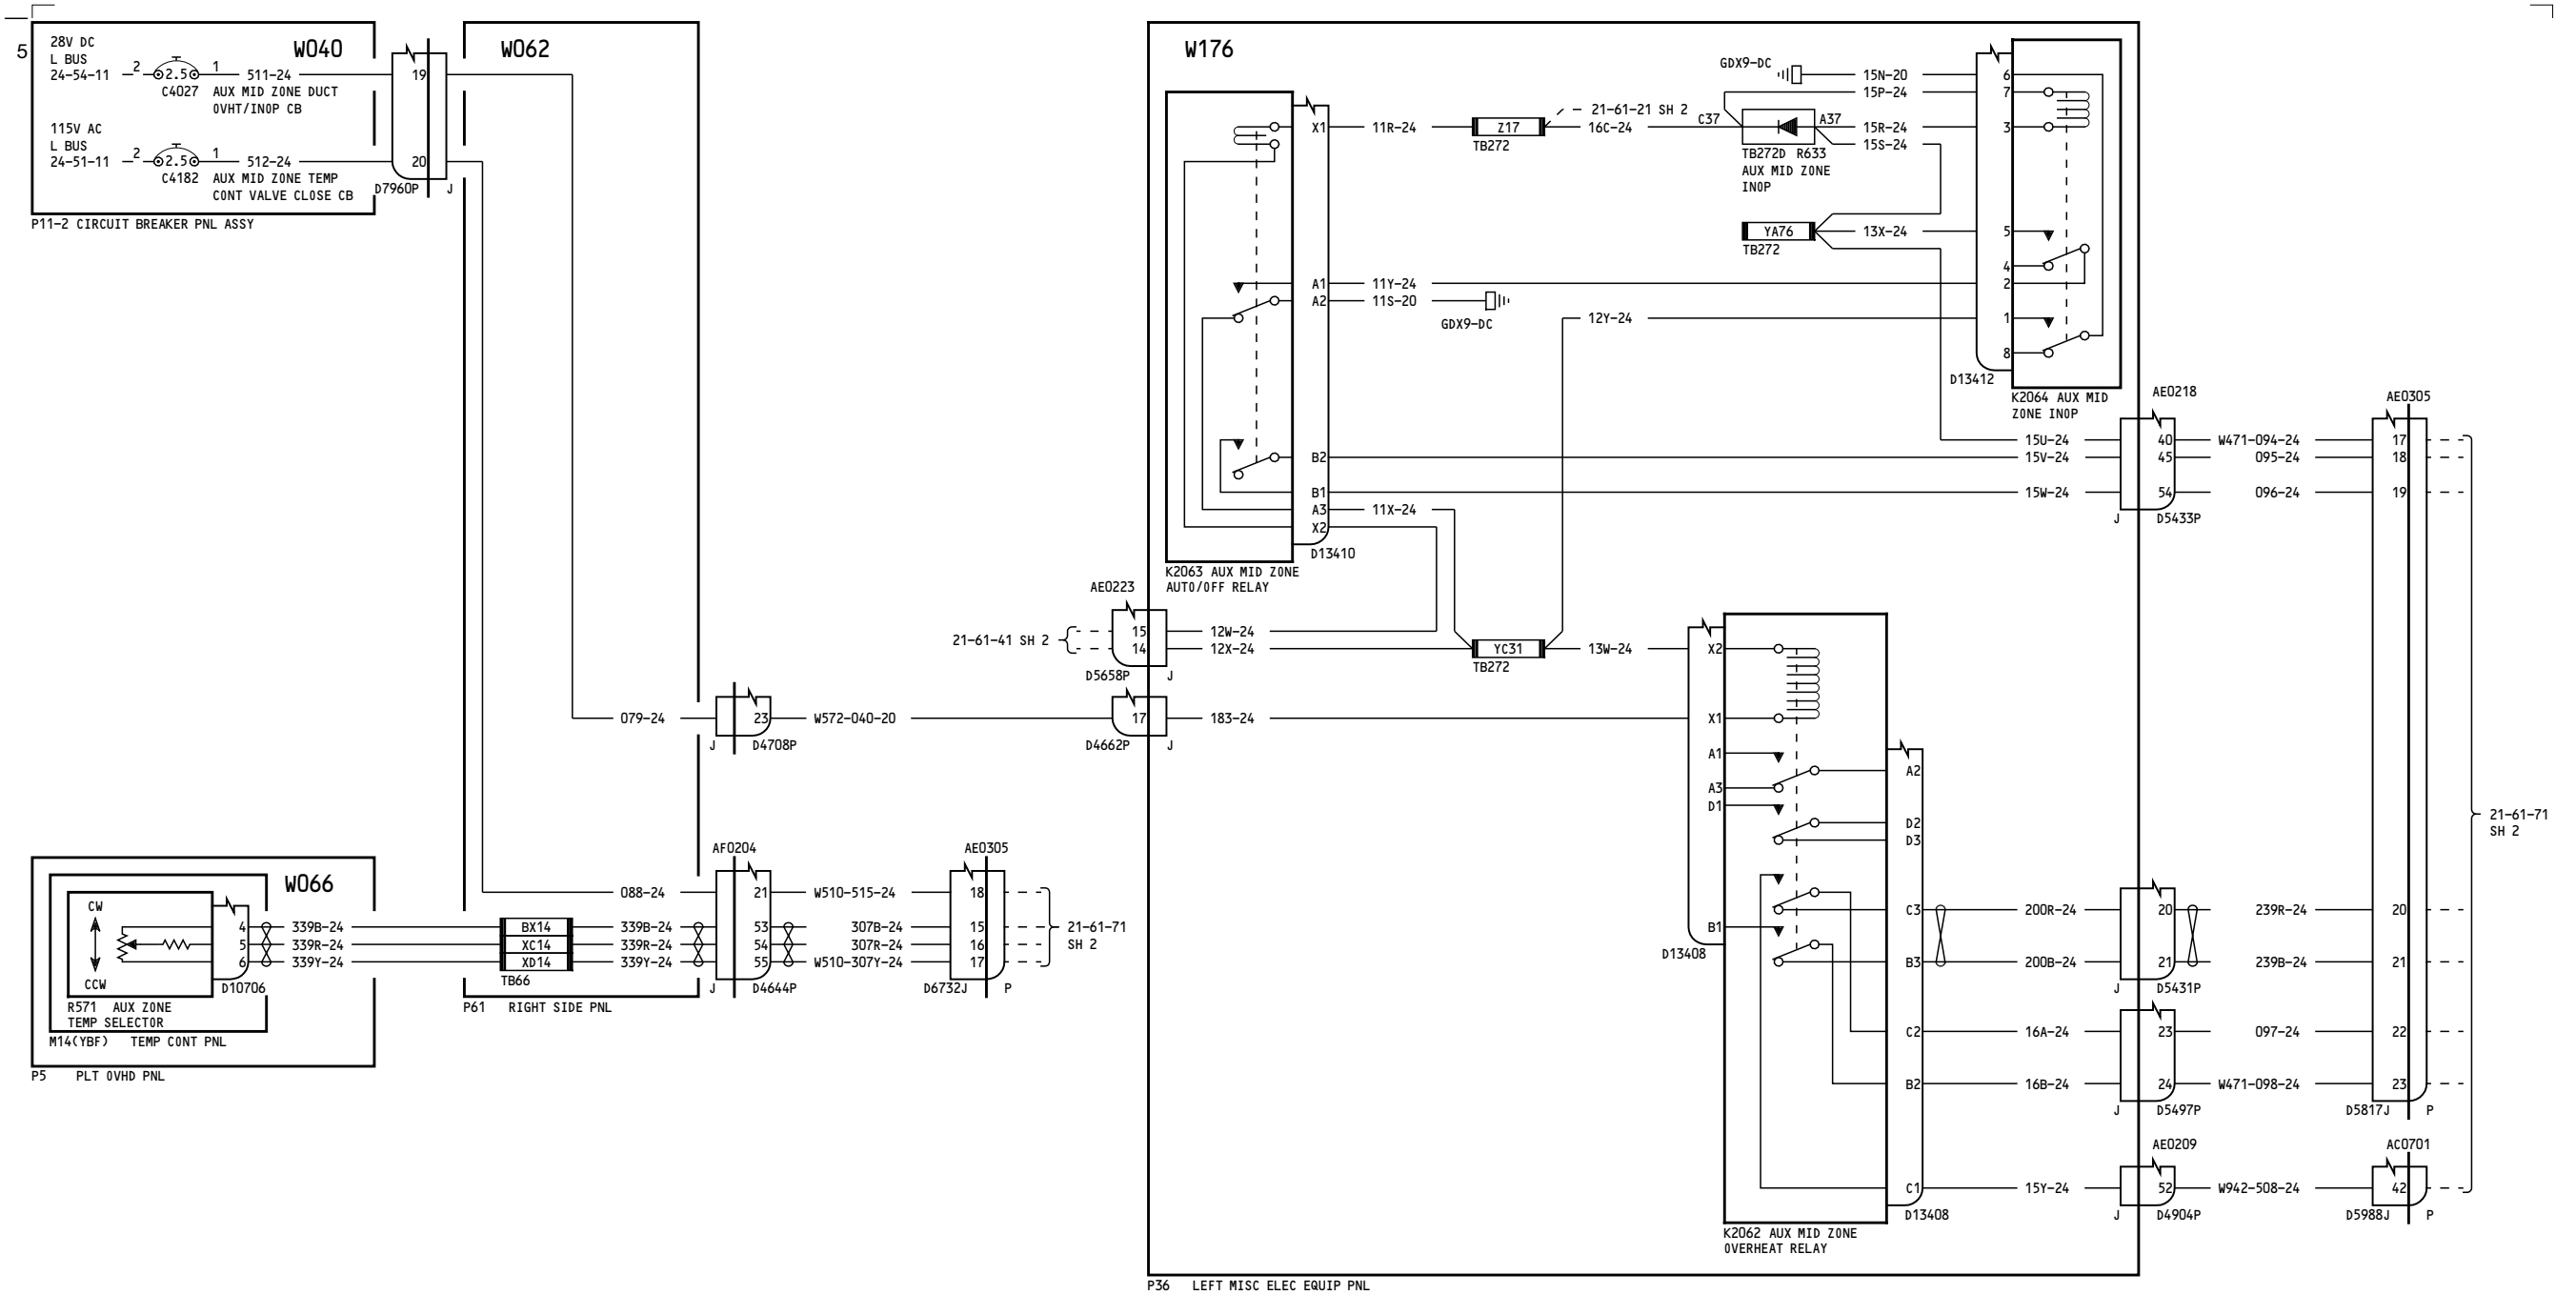 5
28V DC
L BUS
24-54-11
2
2.5
1
511-24
C4027
AUX MID ZONE DUCT
OVHT/INOP CB
W040
115V AC
L BUS
24-51-11
2
2.5
1
512-24
C4182
AUX MID ZONE TEMP
CONT VALVE CLOSE CB
P11-2 CIRCUIT BREAKER PNL ASSY
19
20
D7960P
J
W062
079-24
J
23
D4708P
W572-040-20
088-24
AF0204
21
W510-515-24
AE0305
18
W066
CW
CCW
4
5
6
D10706
R571 AUX ZONE
TEMP SELECTOR
M14(YBF) TEMP CONT PNL
P5 PLT OVHD PNL
339B-24
339R-24
339Y-24
BX14
XC14
XD14
TB66
P61 RIGHT SIDE PNL
339B-24
339R-24
339Y-24
53
54
55
J
D4644P
307B-24
307R-24
W510-307Y-24
15
16
17
D6732J
P
21-61-71
SH 2
W176
X1
11R-24
Z17
TB272
21-61-21 SH 2
16C-24
C37
A37
TB272D R633
AUX MID ZONE
INOP
GDX9-DC
15N-20
15P-24
15R-24
15S-24
YA76
TB272
13X-24
6
7
3
5
4
2
1
8
D13412
K2064 AUX MID
ZONE INOP
A1
11Y-24
A2
11S-20
GDX9-DC
12Y-24
B2
B1
A3
11X-24
X2
D13410
K2063 AUX MID ZONE
AUTO/OFF RELAY
AE0223
21-61-41 SH 2
15
14
D5658P
J
12W-24
12X-24
YC31
TB272
13W-24
17
D4662P
J
183-24
X2
X1
A1
A3
D1
B1
D13408
A2
D2
D3
C3
B3
C2
B2
C1
D13408
K2062 AUX MID ZONE
OVERHEAT RELAY
P36 LEFT MISC ELEC EQUIP PNL
15U-24
15V-24
15W-24
AE0218
40
45
54
J
D5433P
W471-094-24
095-24
096-24
AE0305
17
18
19
200R-24
200B-24
20
21
J
D5431P
239R-24
239B-24
20
21
16A-24
16B-24
23
24
J
D5497P
097-24
W471-098-24
22
23
D5817J
P
21-61-71
SH 2
15Y-24
AE0209
52
J
D4904P
W942-508-24
AC0701
42
D5988J
P